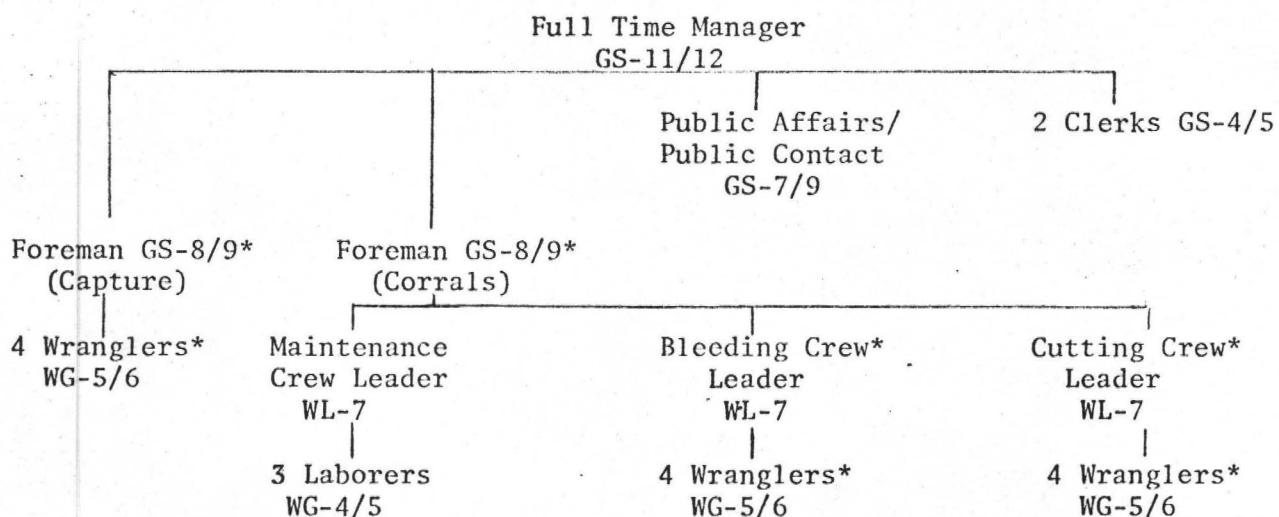 Full Time Manager
GS-11/12
Public Affairs/
Public Contact
GS-7/9
2 Clerks GS-4/5
Foreman GS-8/9*
(Capture)
Foreman GS-8/9*
(Corrals)
4 Wranglers*
WG-5/6
Maintenance
Crew Leader
WL-7
Bleeding Crew*
Leader
WL-7
Cutting Crew*
Leader
WL-7
3 Laborers
WG-4/5
4 Wranglers*
WG-5/6
4 Wranglers*
WG-5/6